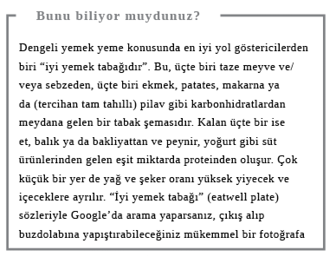 Bunu biliyor muydunuz?
Dengeli yemek yeme konusunda en iyi yol göstericilerden
biri “iyi yemek tabağıdır”. Bu, üçte biri taze meyve ve/
veya sebzeden, üçte biri ekmek, patates, makarna ya
da (tercihan tam tahıllı) pilav gibi karbonhidratlardan
meydana gelen bir tabak şemasıdır. Kalan üçte bir ise
et, balık ya da bakliyattan ve peynir, yoğurt gibi süt
ürünlerinden gelen eşit miktarda proteinden oluşur. Çok
küçük bir yer de yağ ve şeker oranı yüksek yiyecek ve
içeceklere ayrılır. “İyi yemek tabağı” (eatwell plate)
sözleriyle Google’da arama yaparsanız, çıkış alıp
buzdolabına yapıştırabileceğiniz mükemmel bir fotoğrafa